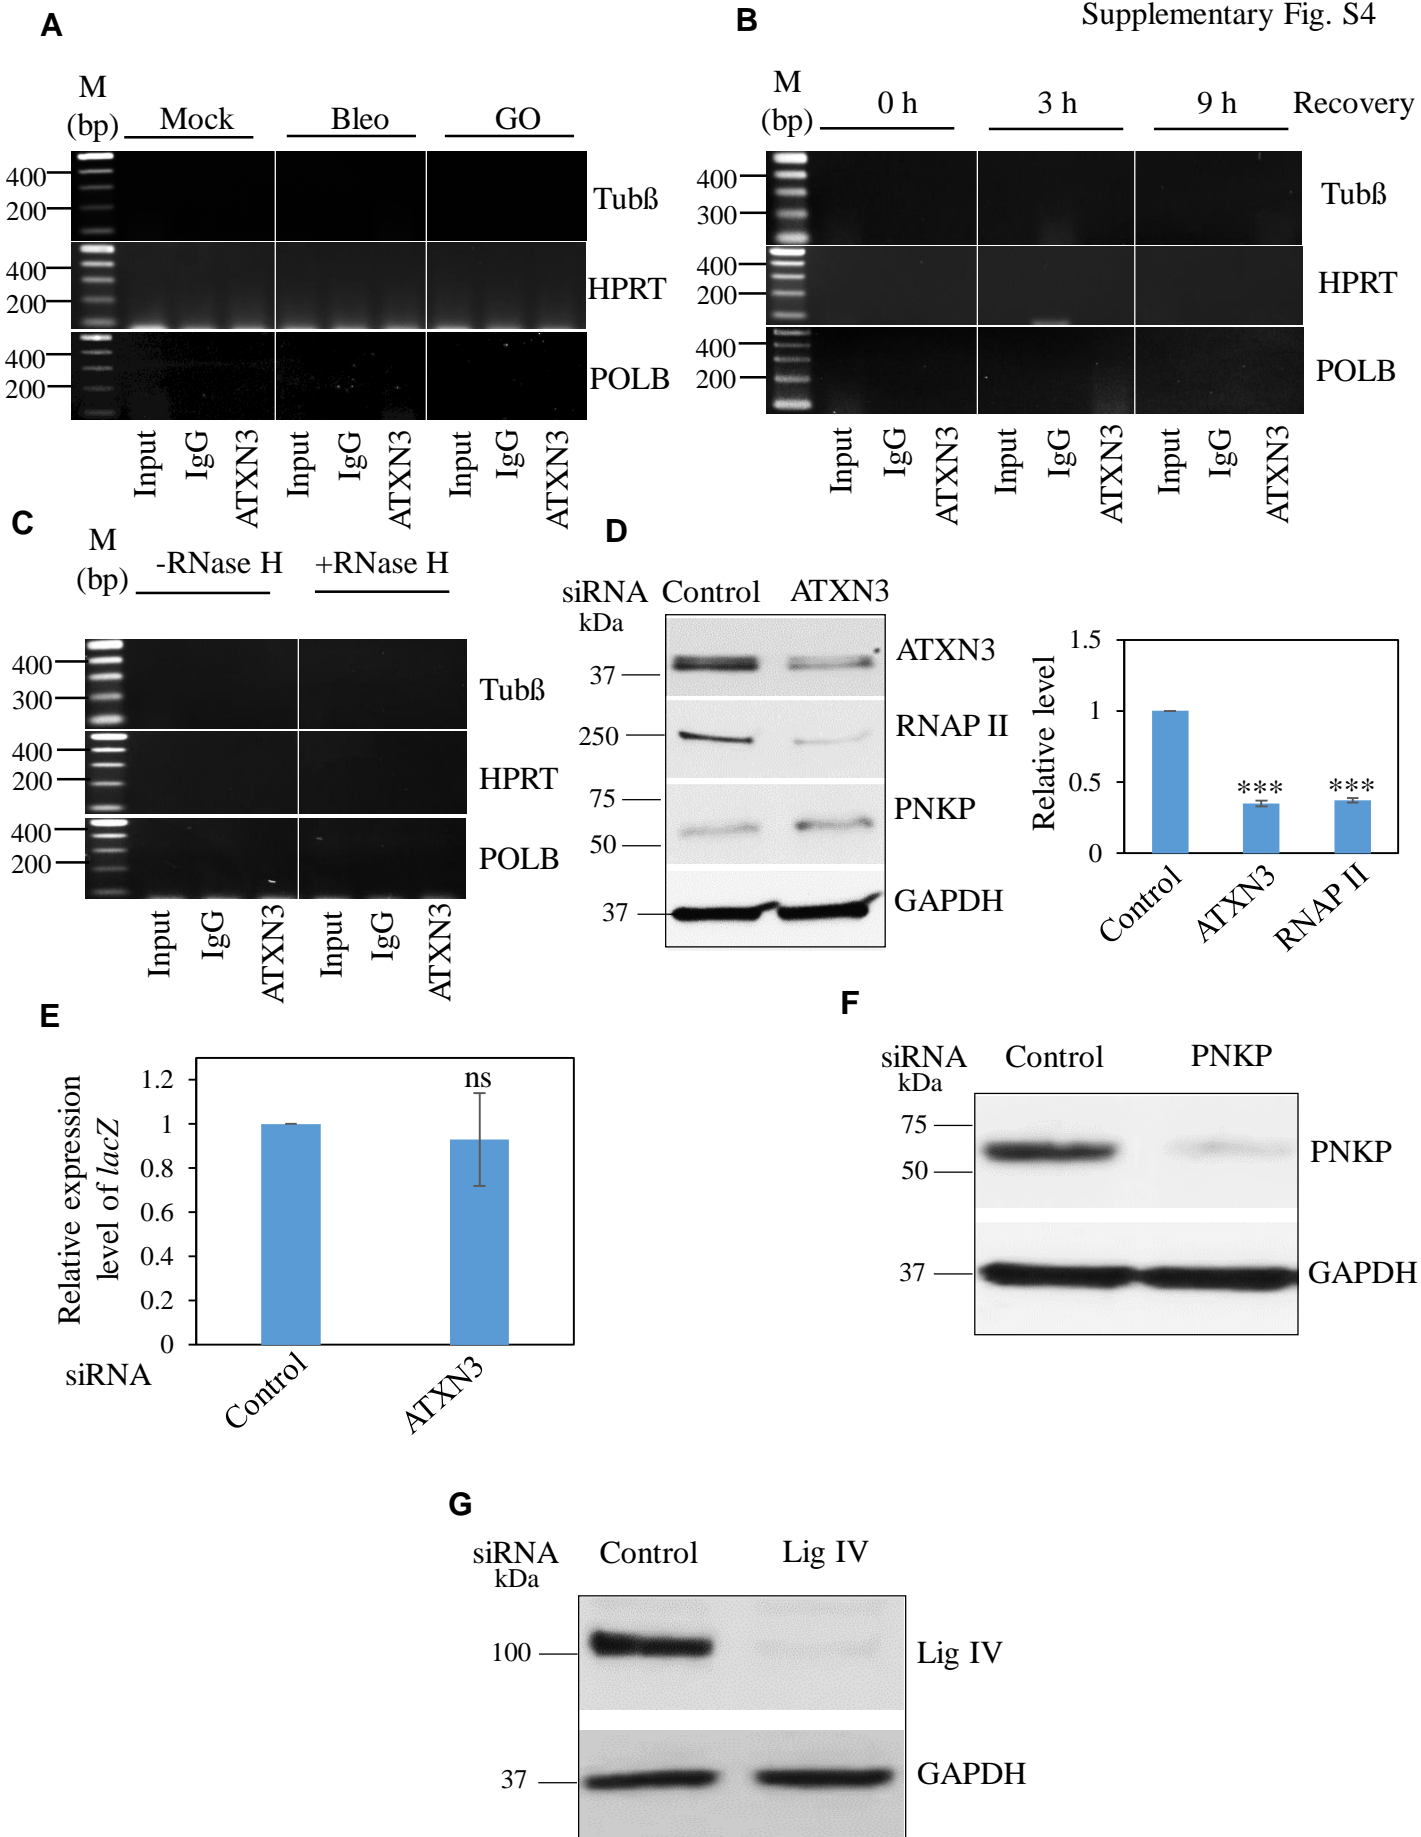 Supplementary Fig. S4
A
M
(bp)
Mock Bleo GO
400
200
Tubß
400
200
HPRT
400
200
POLB
Input IgG ATXN3 Input IgG ATXN3 Input IgG ATXN3
B
M
(bp)
0 h 3 h 9 h Recovery
400
300
Tubß
400
200
HPRT
400
200
POLB
Input IgG ATXN3 Input IgG ATXN3 Input IgG ATXN3
C
M
(bp)
-RNase H +RNase H
400
300
Tubß
400
200
HPRT
400
200
POLB
Input IgG ATXN3 Input IgG ATXN3
D
siRNA Control ATXN3
kDa
37
ATXN3
250
RNAP II
75
50
PNKP
37
GAPDH
Relative level
1.5
1
0.5
0
*** ***
Control ATXN3 RNAP II
E
Relative expression
level of lacZ
1.2
1
0.8
0.6
0.4
0.2
0
ns
siRNA
Control ATXN3
F
siRNA Control PNKP
kDa
75
50
PNKP
37
GAPDH
G
siRNA Control Lig IV
kDa
100
Lig IV
37
GAPDH